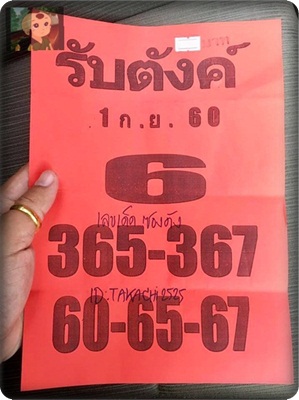 รับตังค์
1 ก.ย. 60
6
เลขเด็ด ซองดัง
365-367
ID:TAKACHI2525
60-65-67